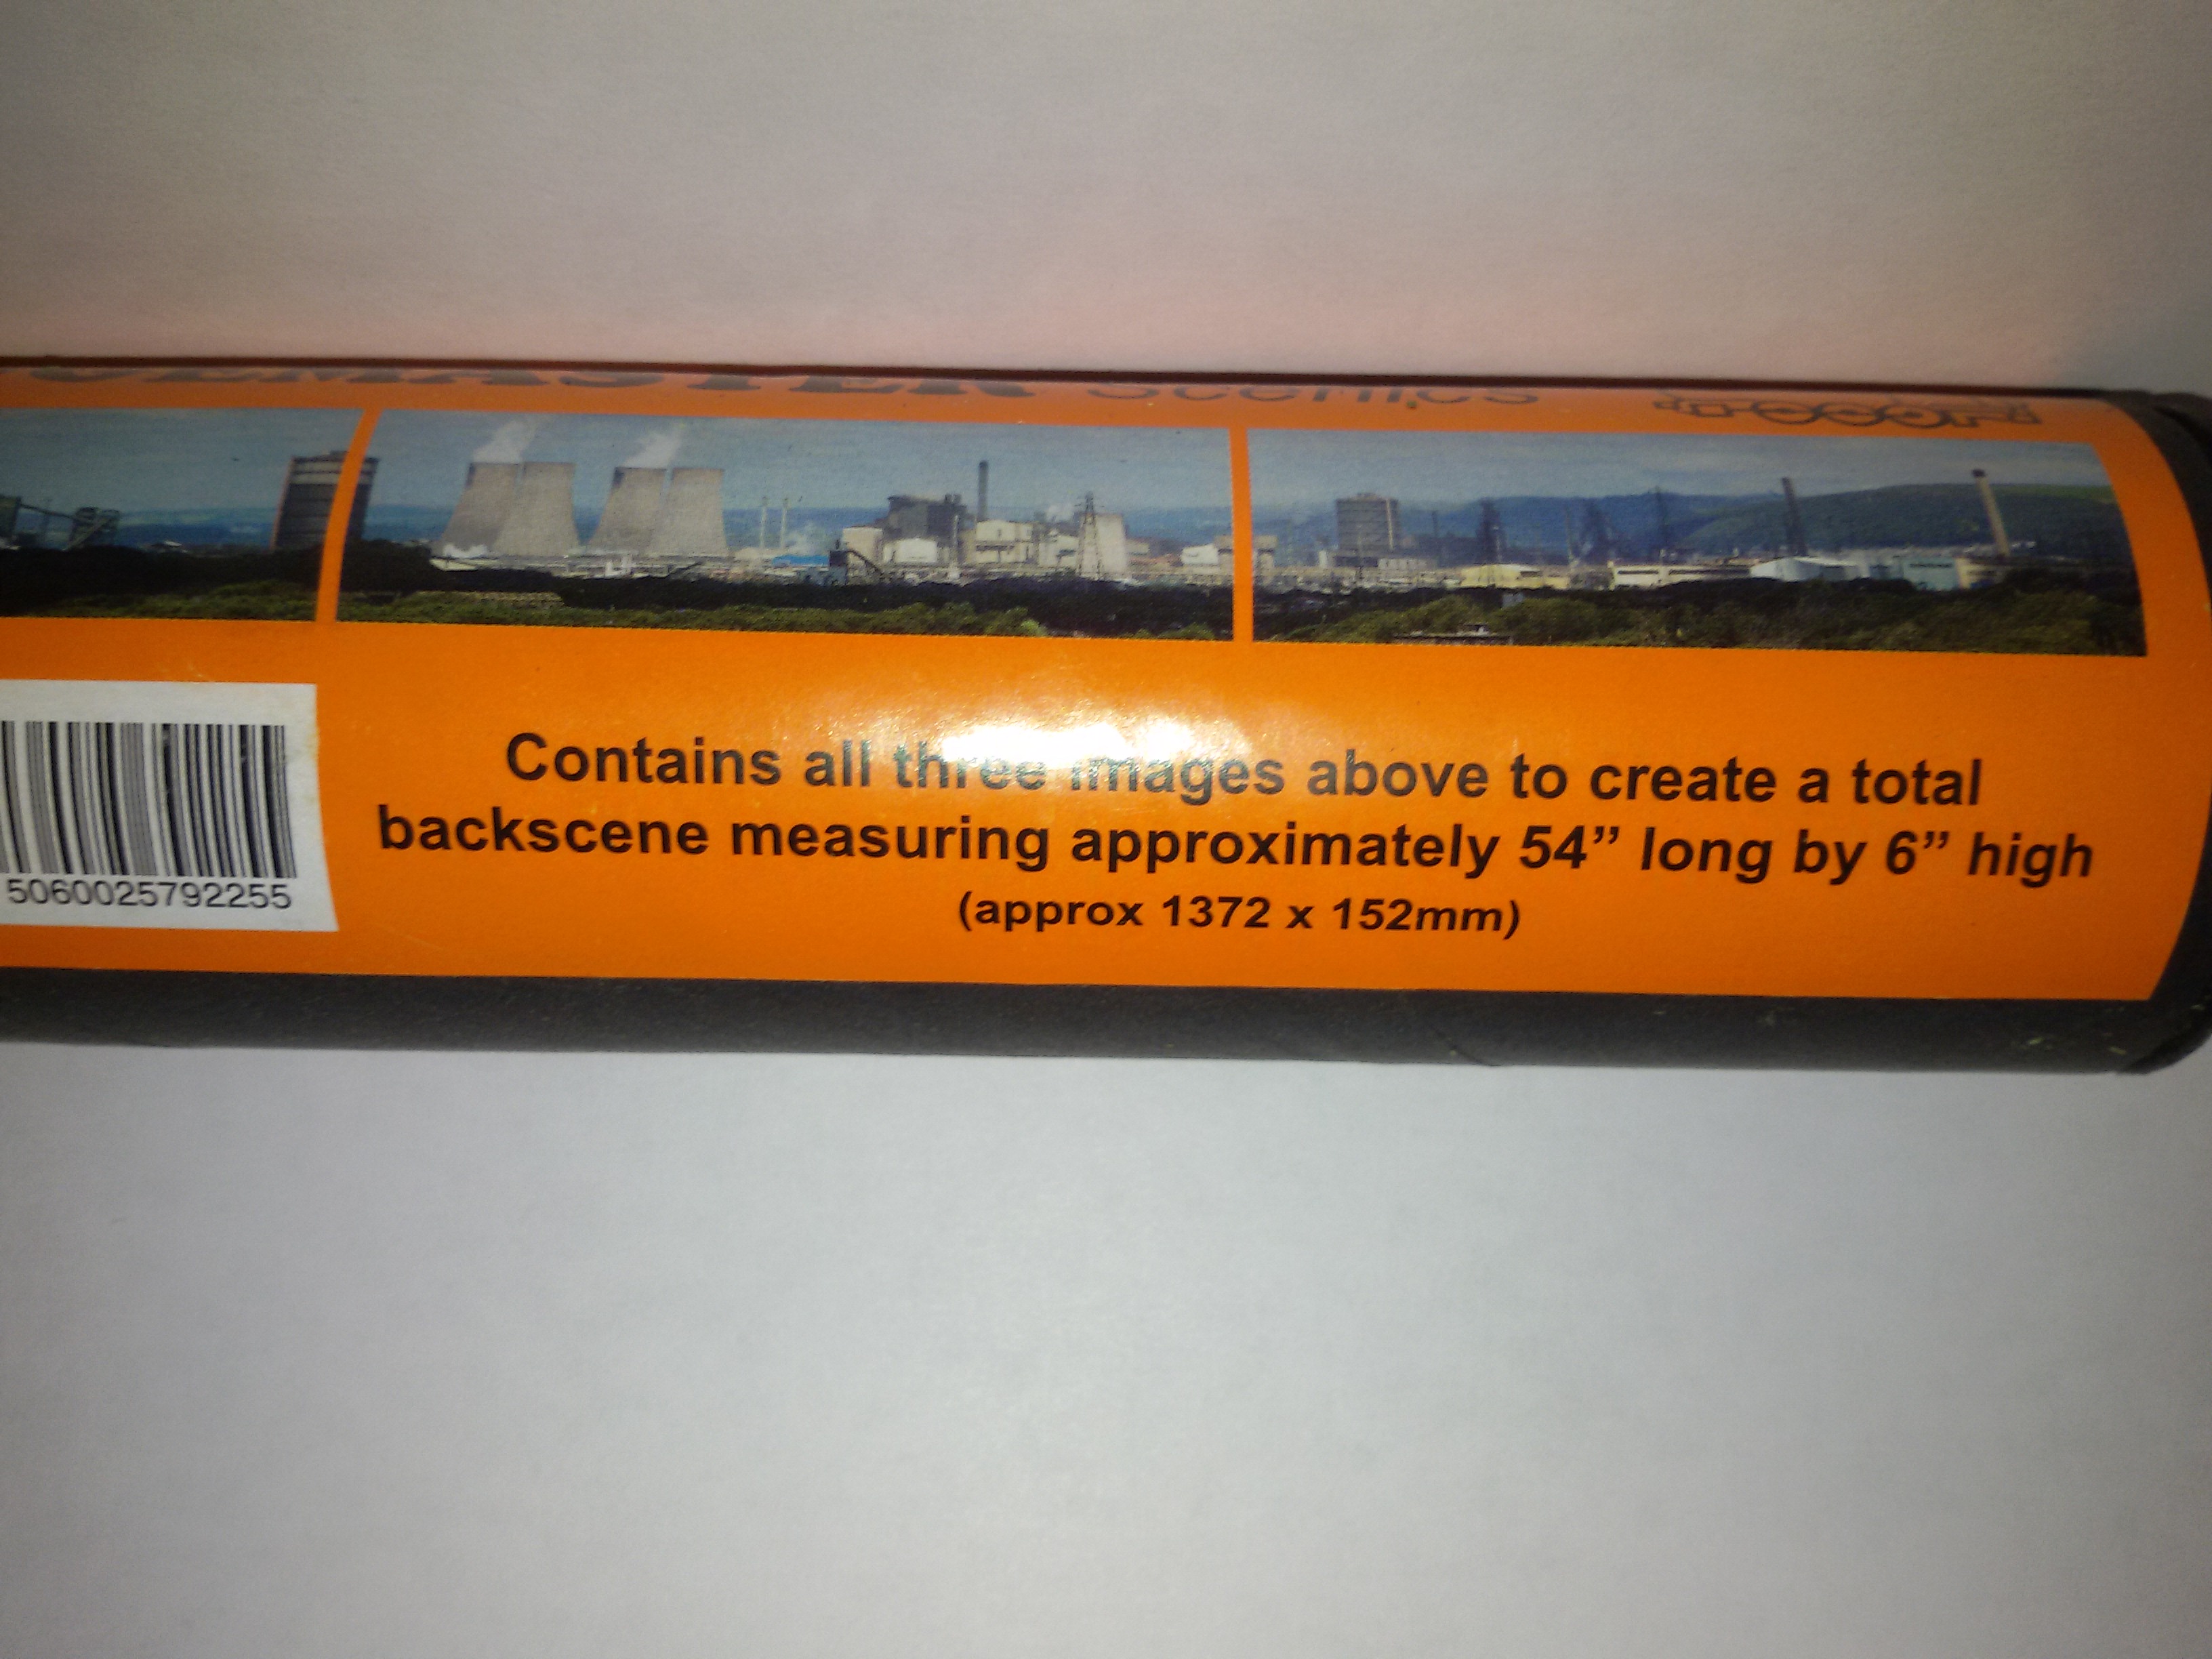 Scenics
Contains all three images above to create a total
backscene measuring approximately 54” long by 6” high
(approx 1372 x 152mm)
5060025792255